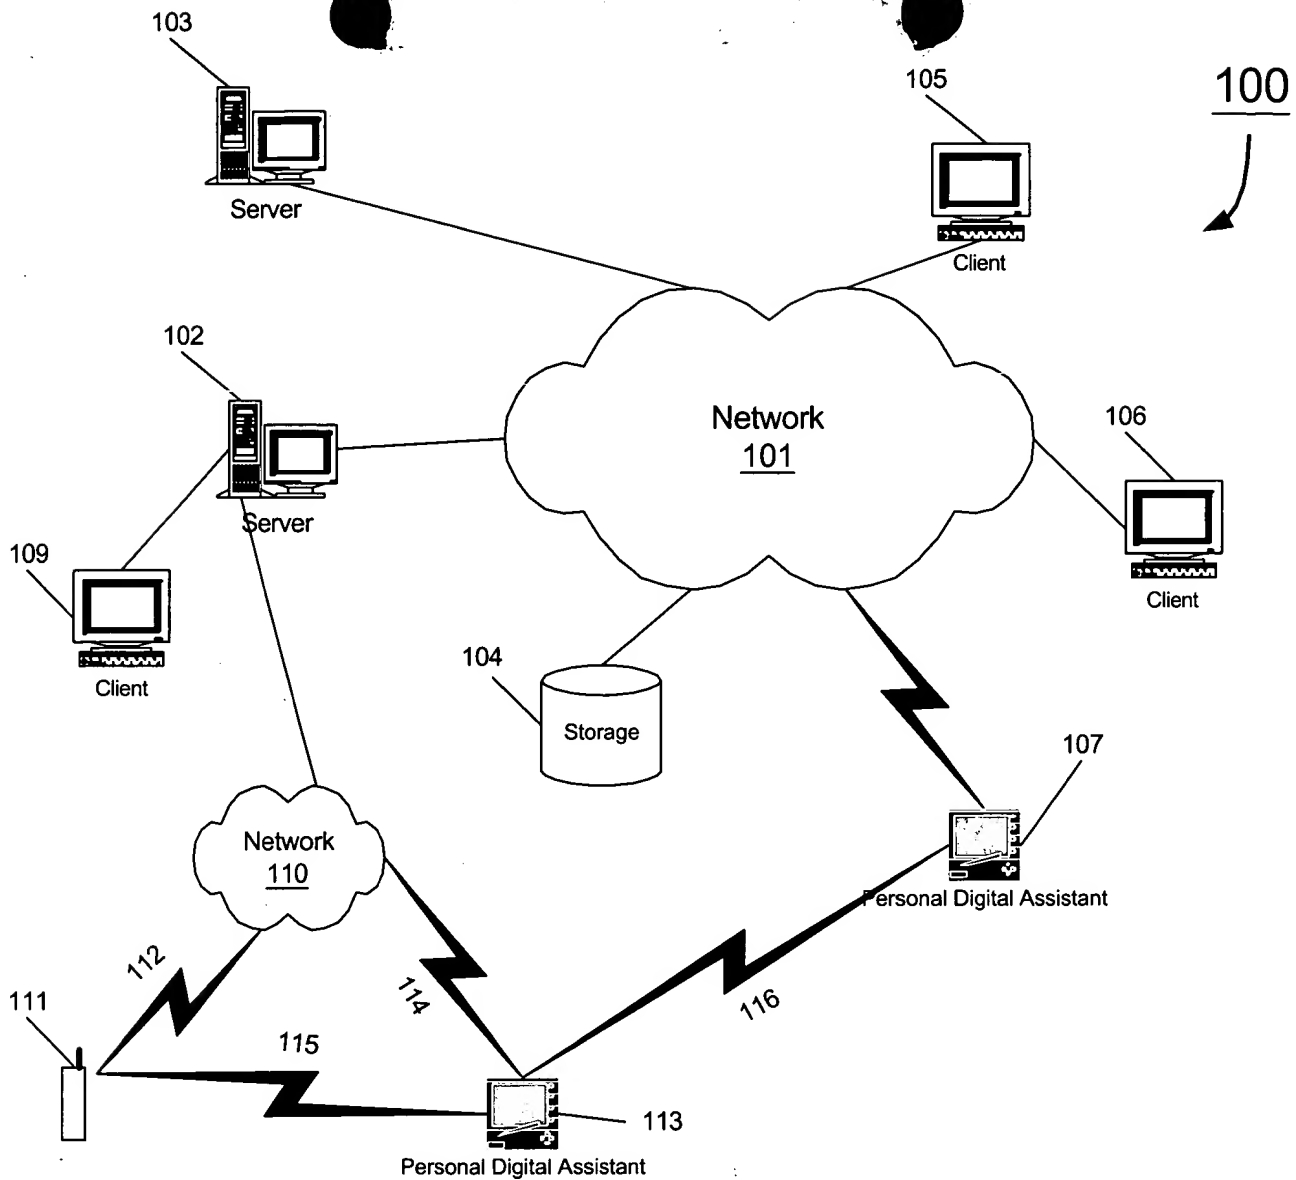 103
105
100
Server
Client
102
Network
101
106
Server
109
Client
Client
104
Storage
107
Network
110
Personal Digital Assistant
112
114
116
111
115
113
Personal Digital Assistant